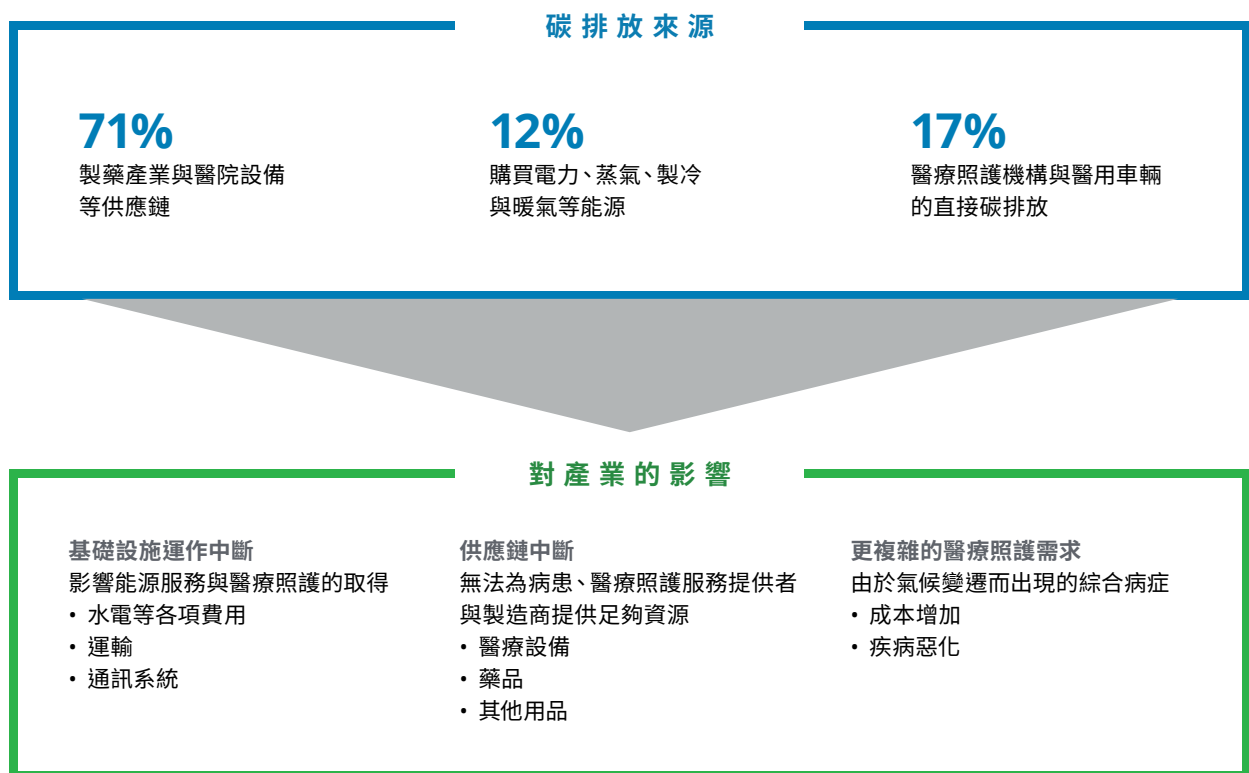 碳排放來源
71%
製藥產業與醫院設備
等供應鏈
12%
購買電力、蒸氣、製冷
與暖氣等能源
17%
醫療照護機構與醫用車輛
的直接碳排放
對產業的影響
基礎設施運作中斷
影響能源服務與醫療照護的取得
• 水電等各項費用
• 運輸
• 通訊系統
供應鏈中斷
無法為病患、醫療照護服務提供者
與製造商提供足夠資源
• 醫療設備
• 藥品
• 其他用品
更複雜的醫療照護需求
由於氣候變遷而出現的綜合病症
• 成本增加
• 疾病惡化